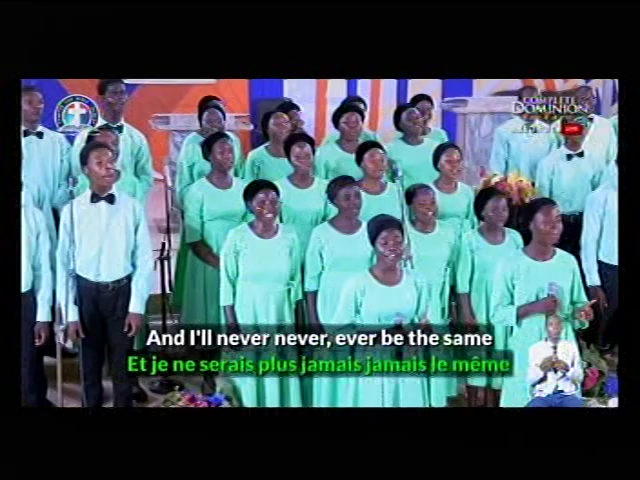 COMPLETE
DOMINION
LIVE
And I'll never never, ever be the same
Et je ne serais plus jamais jamais le même